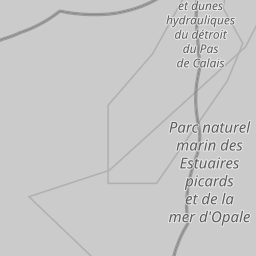 et dunes
hydrauliques
du détroit
du Pas
de Calais
Parc naturel
marin des
Estuaires
picards
et de la
mer d'Opale